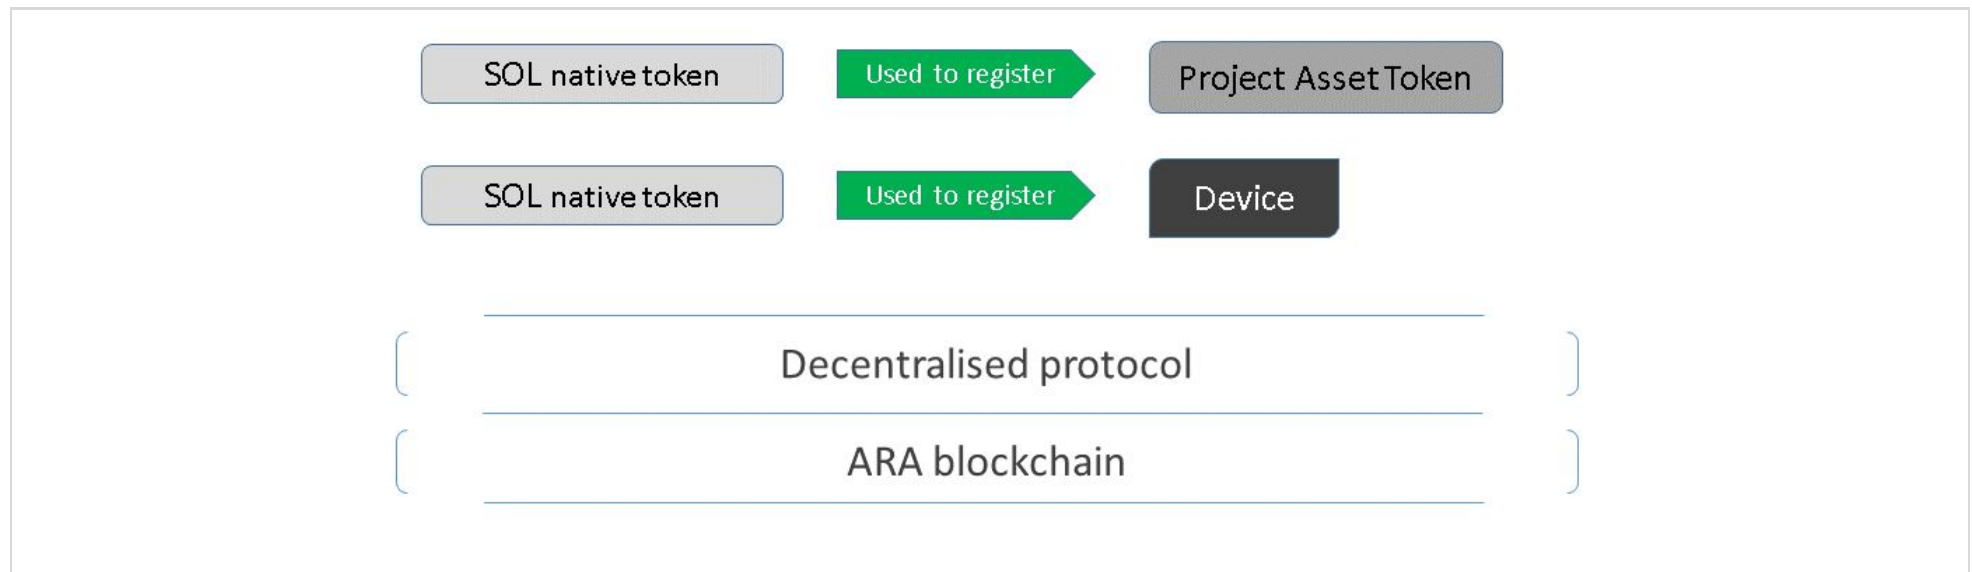 SOL native token Used to register Project Asset Token
SOL native token Used to register Device
Decentralised protocol
ARA blockchain